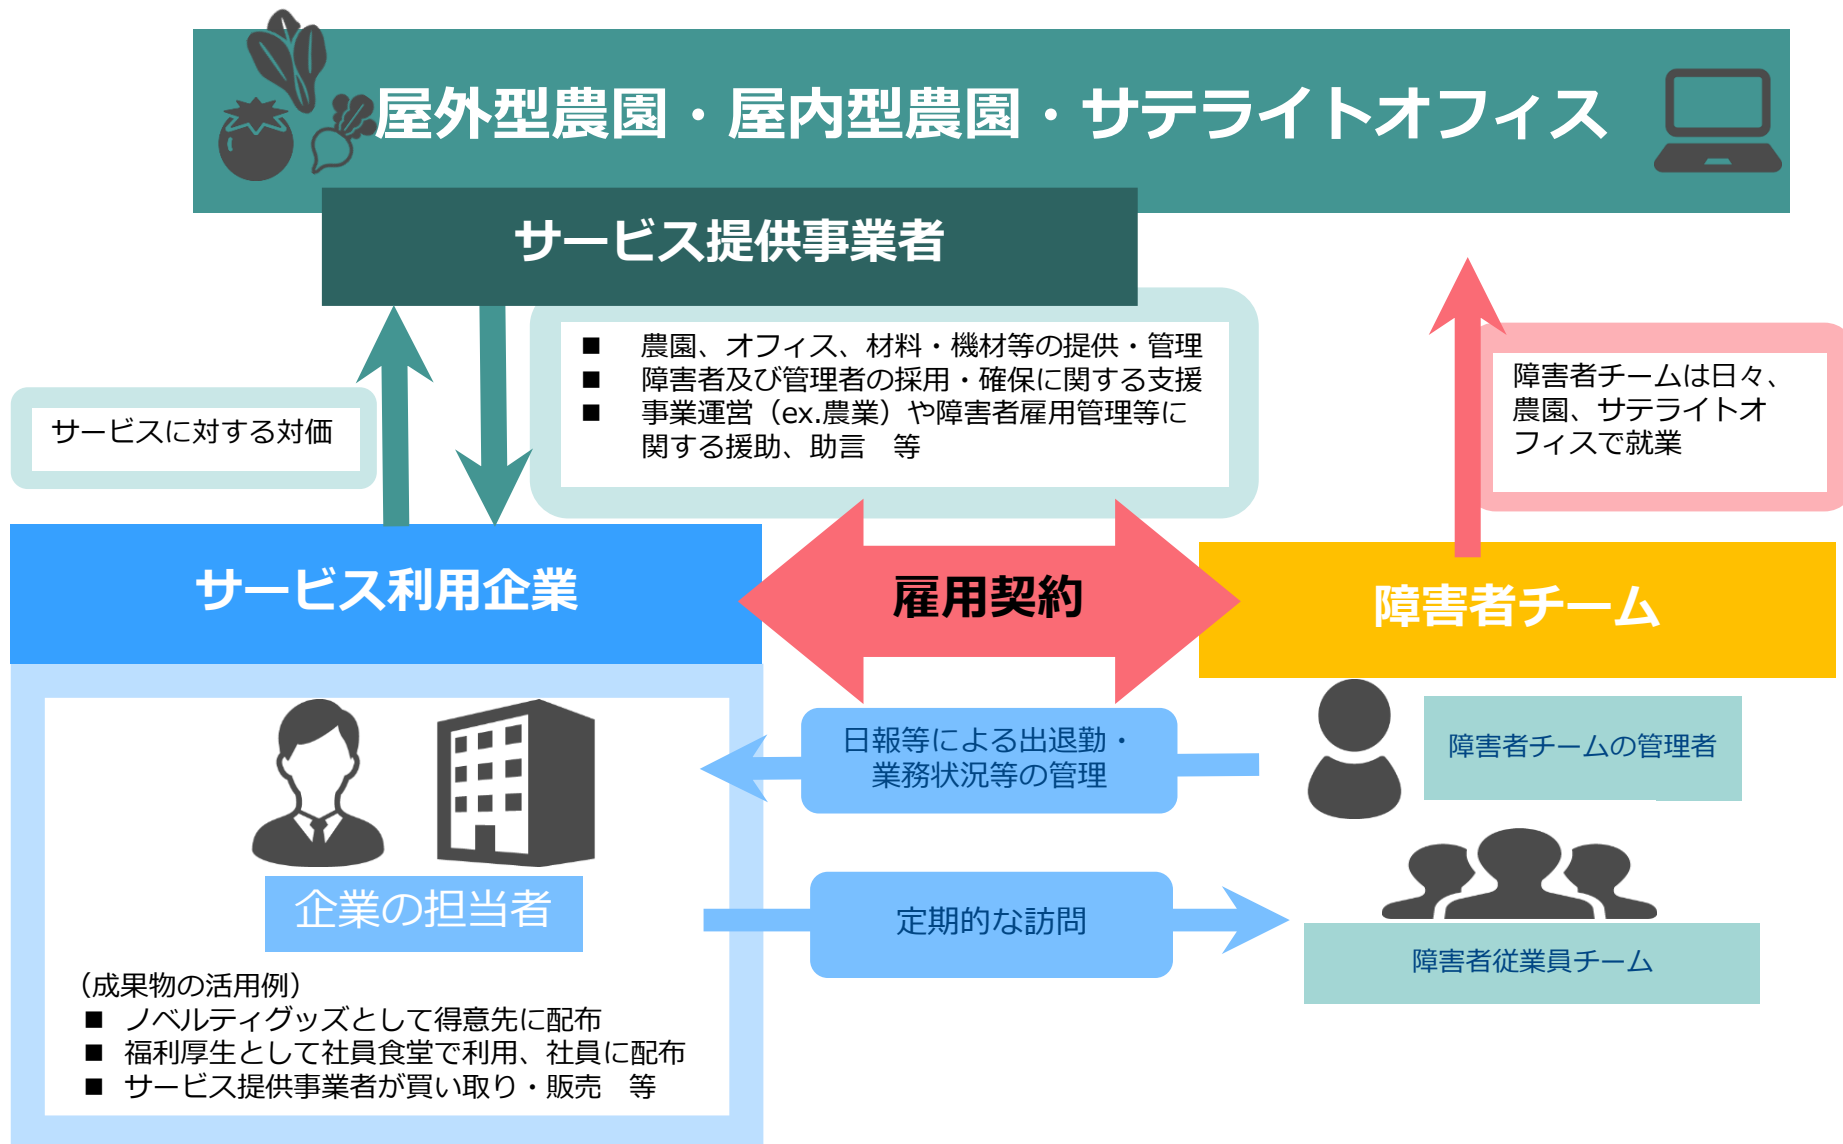 屋外型農園・屋内型農園・サテライトオフィス
サービス提供事業者
■ 農園、オフィス、材料・機材等の提供・管理
■ 障害者及び管理者の採用・確保に関する支援
■ 事業運営（ex.農業）や障害者雇用管理等に
関する援助、助言　等
サービスに対する対価
障害者チームは日々、
農園、サテライトオ
フィスで就業
サービス利用企業
雇用契約
障害者チーム
日報等による出退勤・
業務状況等の管理
障害者チームの管理者
企業の担当者
定期的な訪問
障害者従業員チーム
（成果物の活用例）
■ ノベルティグッズとして得意先に配布
■ 福利厚生として社員食堂で利用、社員に配布
■ サービス提供事業者が買い取り・販売　等